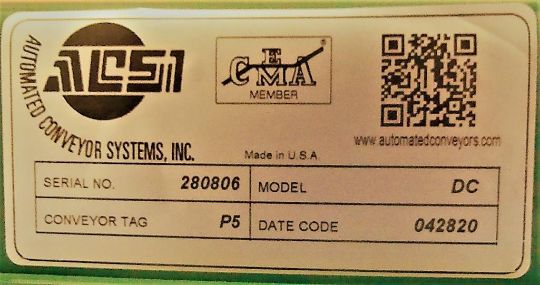 ACSI
AUTOMATED CONVEYOR SYSTEMS, INC.
CEMA
MEMBER
www.automatedconveyors.com
Made in U.S.A.
SERIAL NO. 280806 MODEL DC
CONVEYOR TAG P5 DATE CODE 042820